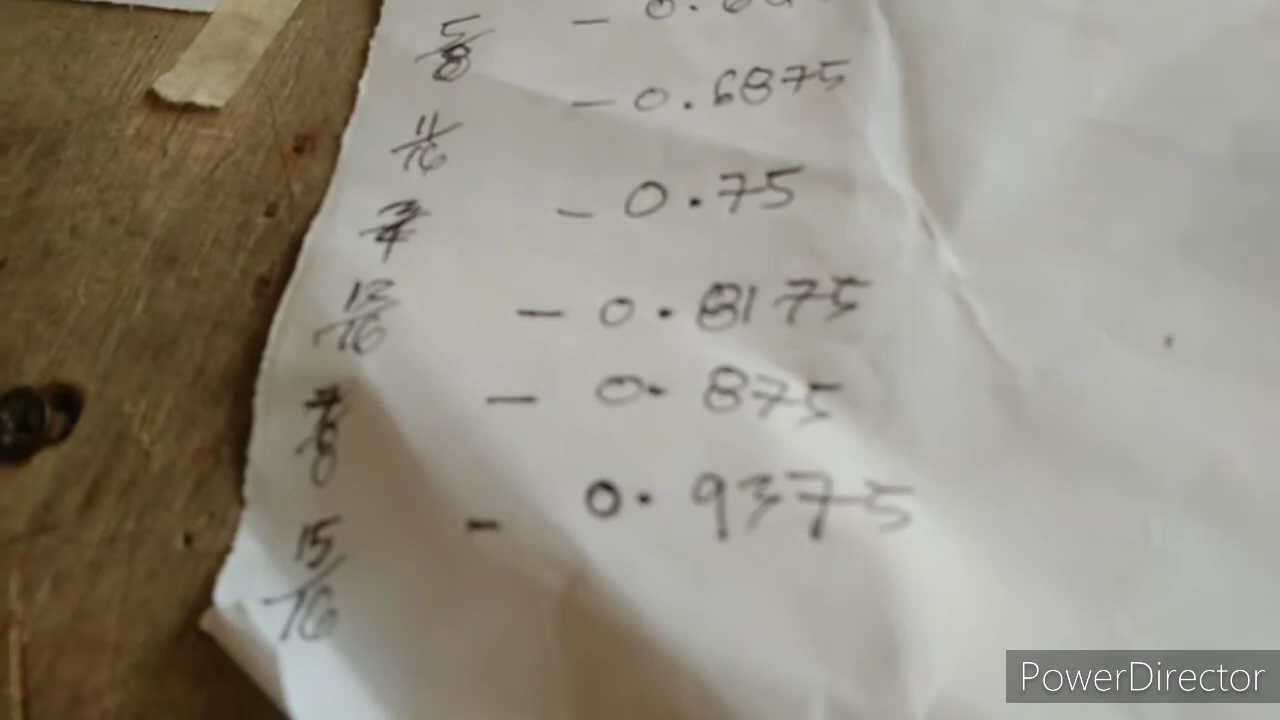 5/8 -
11/16 - 0.6875
3/4 - 0.75
13/16 - 0.8175
7/8 - 0.875
15/16 - 0.9375
PowerDirector